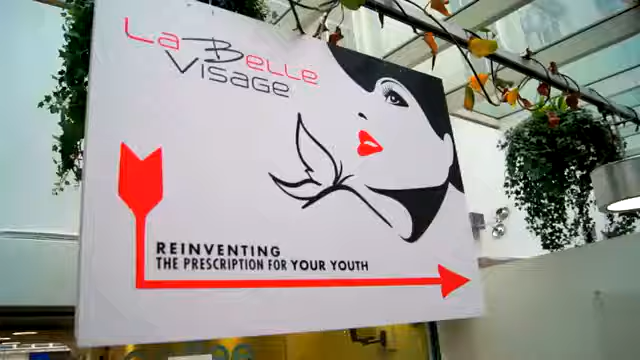 La Belle
Visage
REINVENTING
THE PRESCRIPTION FOR YOUR YOUTH